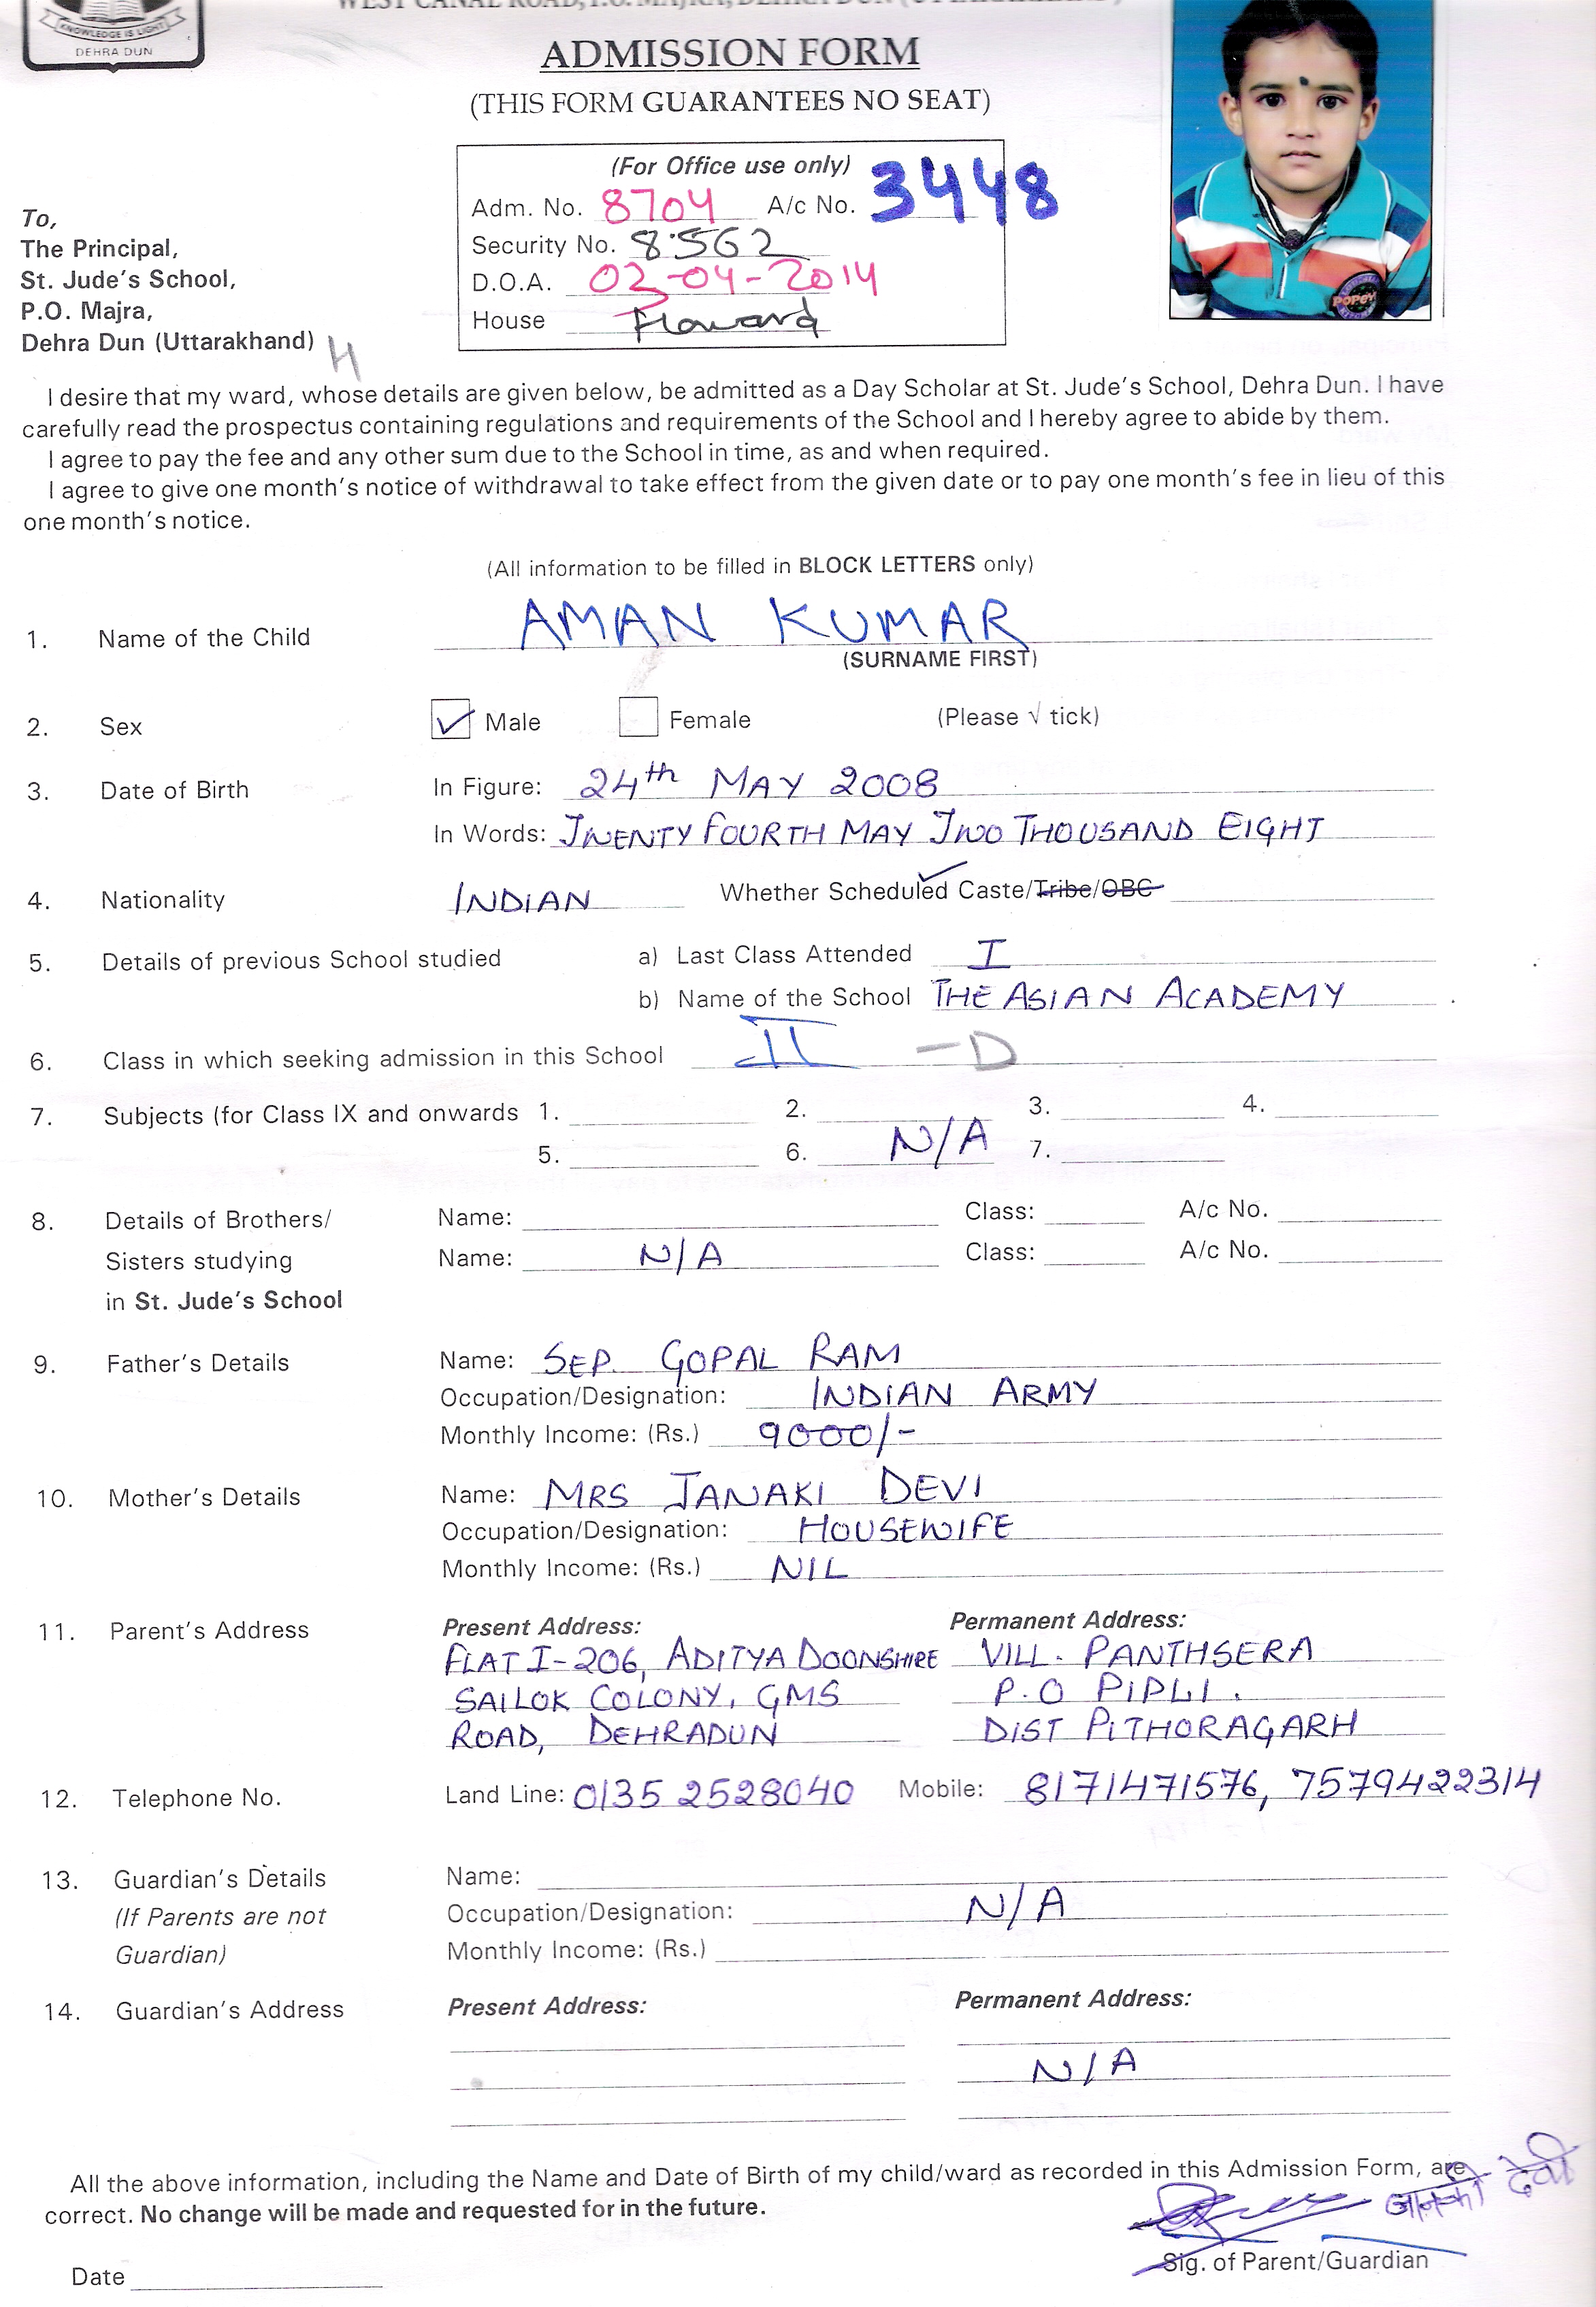 WEST CANAL ROAD, P.O. MAJRA, DEHRA DUN
KNOWLEDGE IS LIGHT
DEHRA DUN
ADMISSION FORM
(THIS FORM GUARANTEES NO SEAT)
(For Office use only)
Adm. No. 8704 A/c No. 3448
Security No. 8562
D.O.A. 02-04-2014
House Howard
To,
The Principal,
St. Jude's School,
P.O. Majra,
Dehra Dun (Uttarakhand) H
I desire that my ward, whose details are given below, be admitted as a Day Scholar at St. Jude's School, Dehra Dun. I have
carefully read the prospectus containing regulations and requirements of the School and I hereby agree to abide by them.
I agree to pay the fee and any other sum due to the School in time, as and when required.
I agree to give one month's notice of withdrawal to take effect from the given date or to pay one month's fee in lieu of this
one month's notice.
(All information to be filled in BLOCK LETTERS only)
1. Name of the Child AMAN KUMAR
(SURNAME FIRST)
2. Sex ✓ Male Female (Please √ tick)
3. Date of Birth In Figure: 24th MAY 2008
In Words: TWENTY FOURTH MAY TWO THOUSAND EIGHT
4. Nationality INDIAN Whether Scheduled Caste/Tribe/OBC
5. Details of previous School studied a) Last Class Attended I
b) Name of the School THE ASIAN ACADEMY
6. Class in which seeking admission in this School II - D
7. Subjects (for Class IX and onwards 1. 2. 3. 4.
5. 6. N/A 7.
8. Details of Brothers/ Name: Class: A/c No.
Sisters studying Name: N/A Class: A/c No.
in St. Jude's School
9. Father's Details Name: SEP. GOPAL RAM
Occupation/Designation: INDIAN ARMY
Monthly Income: (Rs.) 9000/-
10. Mother's Details Name: MRS JANAKI DEVI
Occupation/Designation: HOUSEWIFE
Monthly Income: (Rs.) NIL
11. Parent's Address Present Address: Permanent Address:
FLAT I-206, ADITYA DOONSHIRE VILL. PANTHSERA
SAILOK COLONY, GMS P.O PIPLI.
ROAD, DEHRADUN DIST PITHORAGARH
12. Telephone No. Land Line: 0135 2528040 Mobile: 8171471576, 7579422314
13. Guardian's Details Name:
(If Parents are not Occupation/Designation: N/A
Guardian) Monthly Income: (Rs.)
14. Guardian's Address Present Address: Permanent Address:
N/A
All the above information, including the Name and Date of Birth of my child/ward as recorded in this Admission Form, are
correct. No change will be made and requested for in the future.
जानकी देवी
Sig. of Parent/Guardian
Date